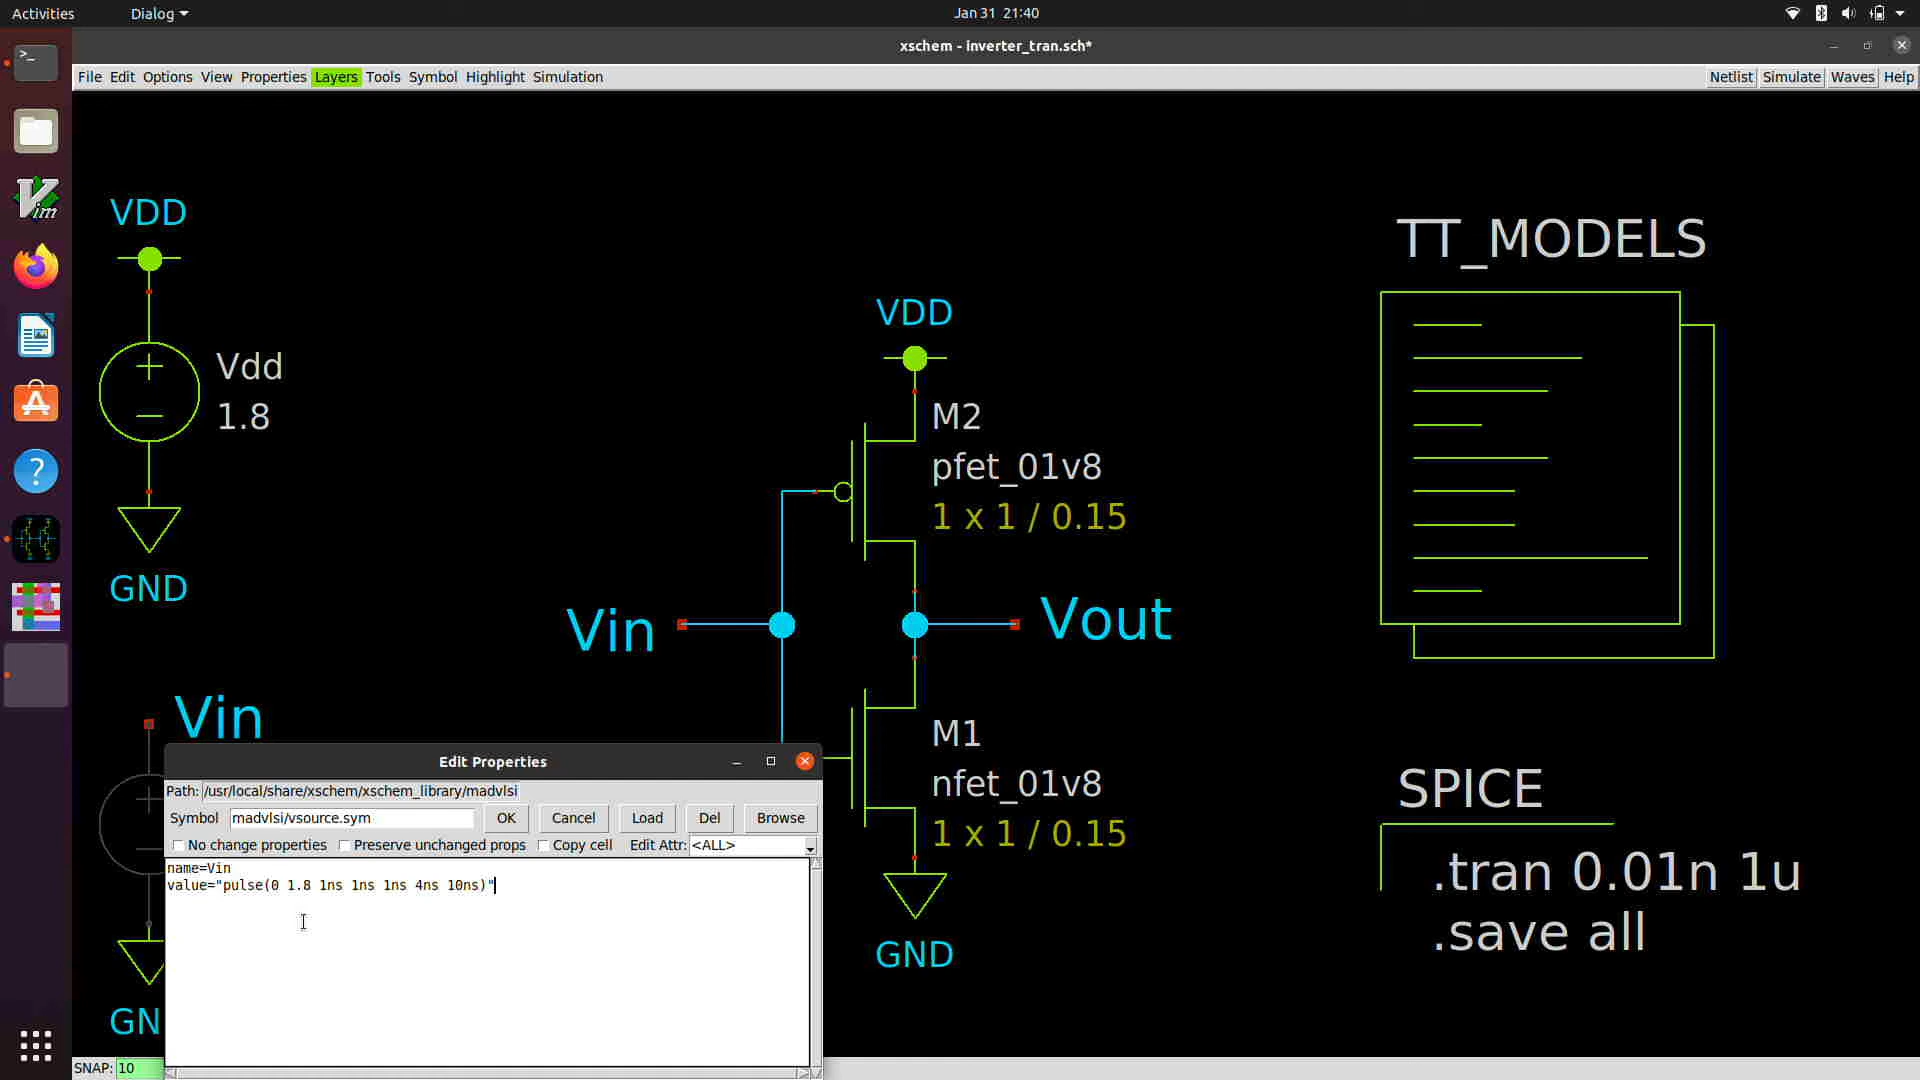 Activities
Dialog
Jan 31 21:40
xschem - inverter_tran.sch*
File Edit Options View Properties Layers Tools Symbol Highlight Simulation
Netlist Simulate Waves Help
VDD
Vdd
1.8
GND
VDD
M2
pfet_01v8
1 x 1 / 0.15
Vin
Vout
M1
nfet_01v8
1 x 1 / 0.15
GND
TT_MODELS
SPICE
.tran 0.01n 1u
.save all
Vin
GN
Edit Properties
Path: /usr/local/share/xschem/xschem_library/madvlsi
Symbol madvlsi/vsource.sym OK Cancel Load Del Browse
No change properties Preserve unchanged props Copy cell Edit Attr: <ALL>
name=Vin
value="pulse(0 1.8 1ns 1ns 1ns 4ns 10ns)"
SNAP: 10